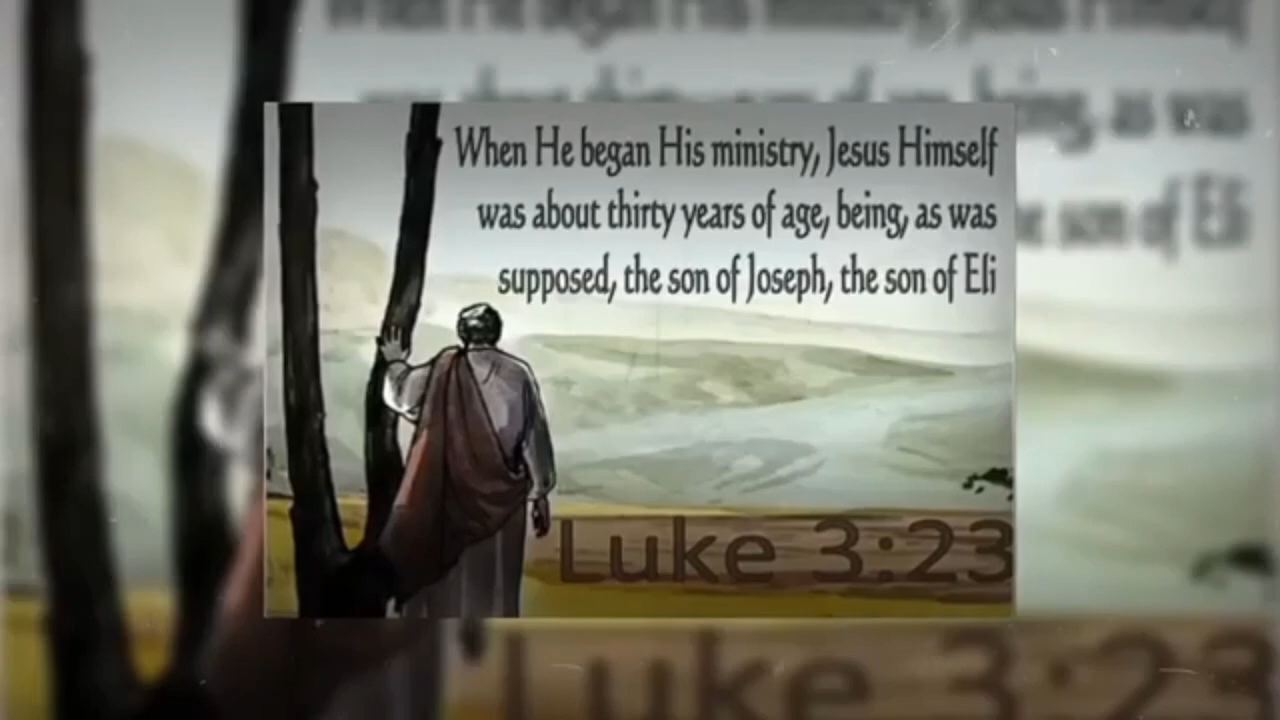 When He began His ministry, Jesus Himself
was about thirty years of age, being, as was
supposed, the son of Joseph, the son of Eli
Luke 3:23